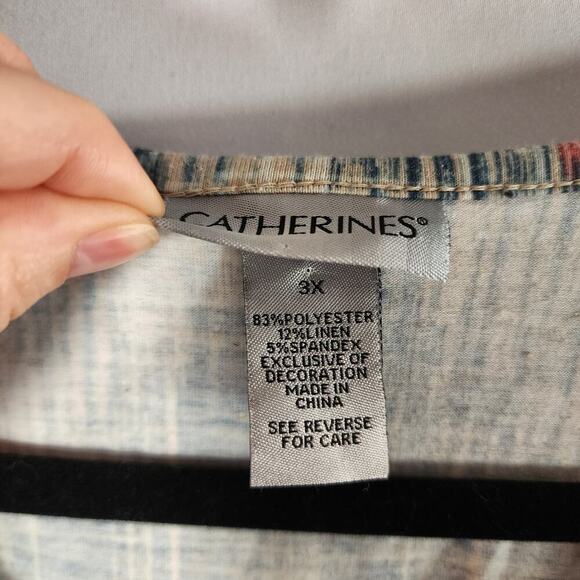 CATHERINES®
3X
83%POLYESTER
12%LINEN
5%SPANDEX
EXCLUSIVE OF
DECORATION
MADE IN
CHINA
SEE REVERSE
FOR CARE